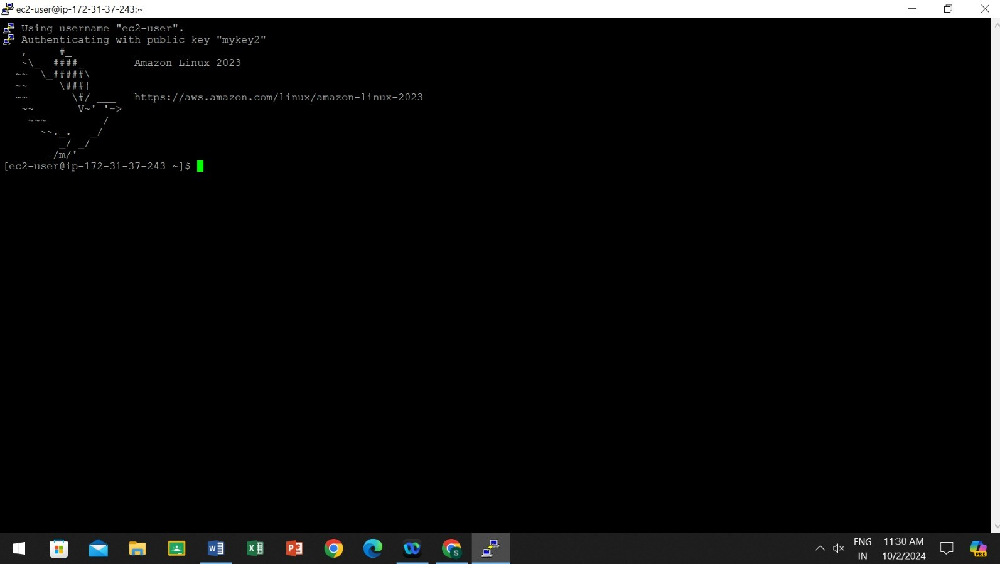 ec2-user@ip-172-31-37-243:~
Using username "ec2-user".
Authenticating with public key "mykey2"
   ,     #_
   ~\_  ####_        Amazon Linux 2023
  ~~  \_#####\
  ~~     \###|
  ~~       \#/ ___   https://aws.amazon.com/linux/amazon-linux-2023
   ~~       V~' '->
    ~~~         /
      ~~._.   _/
         _/ _/
       _/m/'
[ec2-user@ip-172-31-37-243 ~]$
ENG
IN
11:30 AM
10/2/2024
PRE